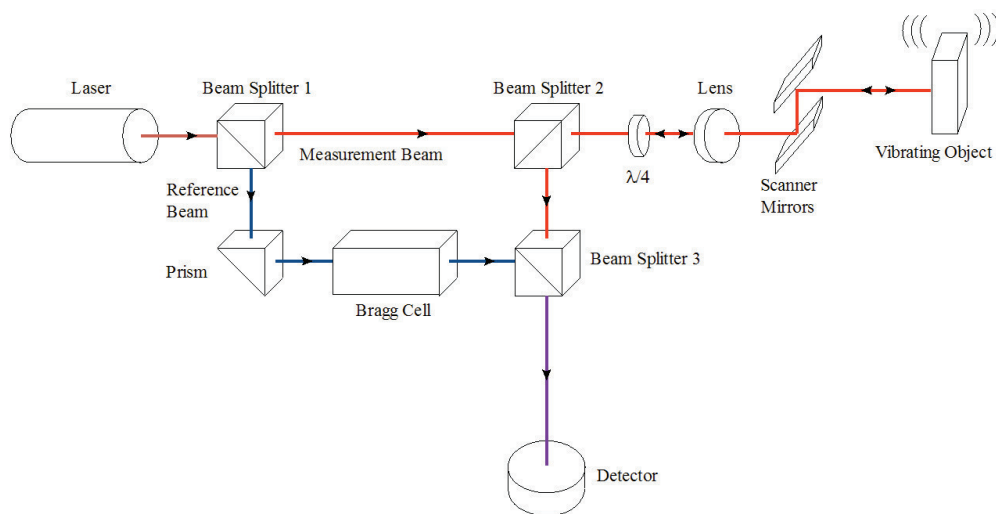 Laser
Beam Splitter 1
Beam Splitter 2
Lens
Measurement Beam
λ/4
Vibrating Object
Scanner
Mirrors
Reference
Beam
Prism
Bragg Cell
Beam Splitter 3
Detector